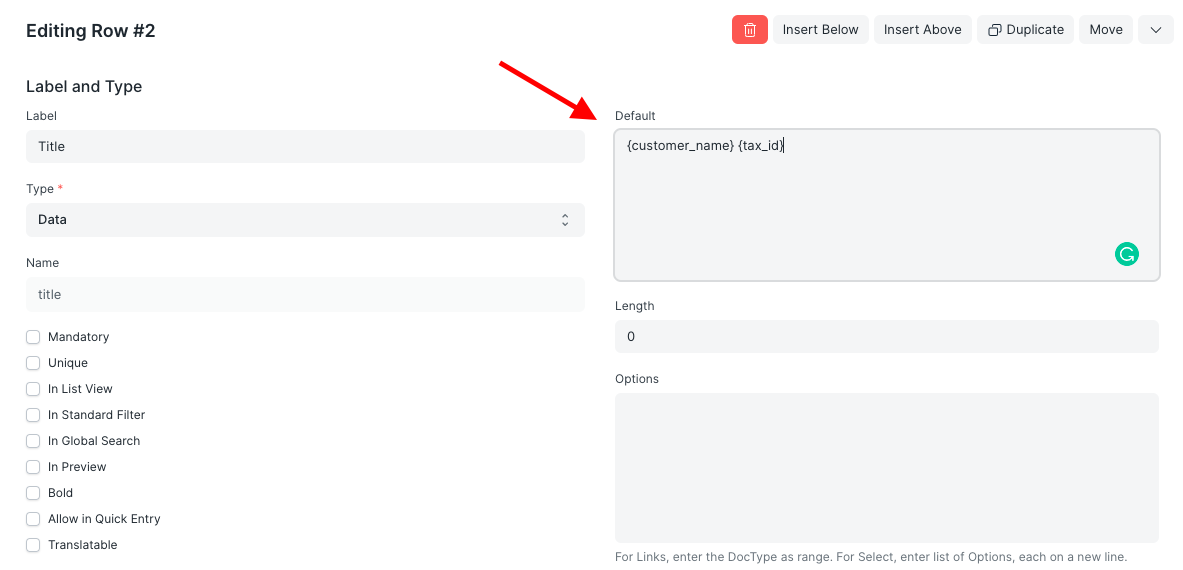 Editing Row #2
Insert Below
Insert Above
Duplicate
Move
Label and Type
Label
Title
Type *
Data
Name
title
Mandatory
Unique
In List View
In Standard Filter
In Global Search
In Preview
Bold
Allow in Quick Entry
Translatable
Default
{customer_name} {tax_id}
Length
0
Options
For Links, enter the DocType as range. For Select, enter list of Options, each on a new line.